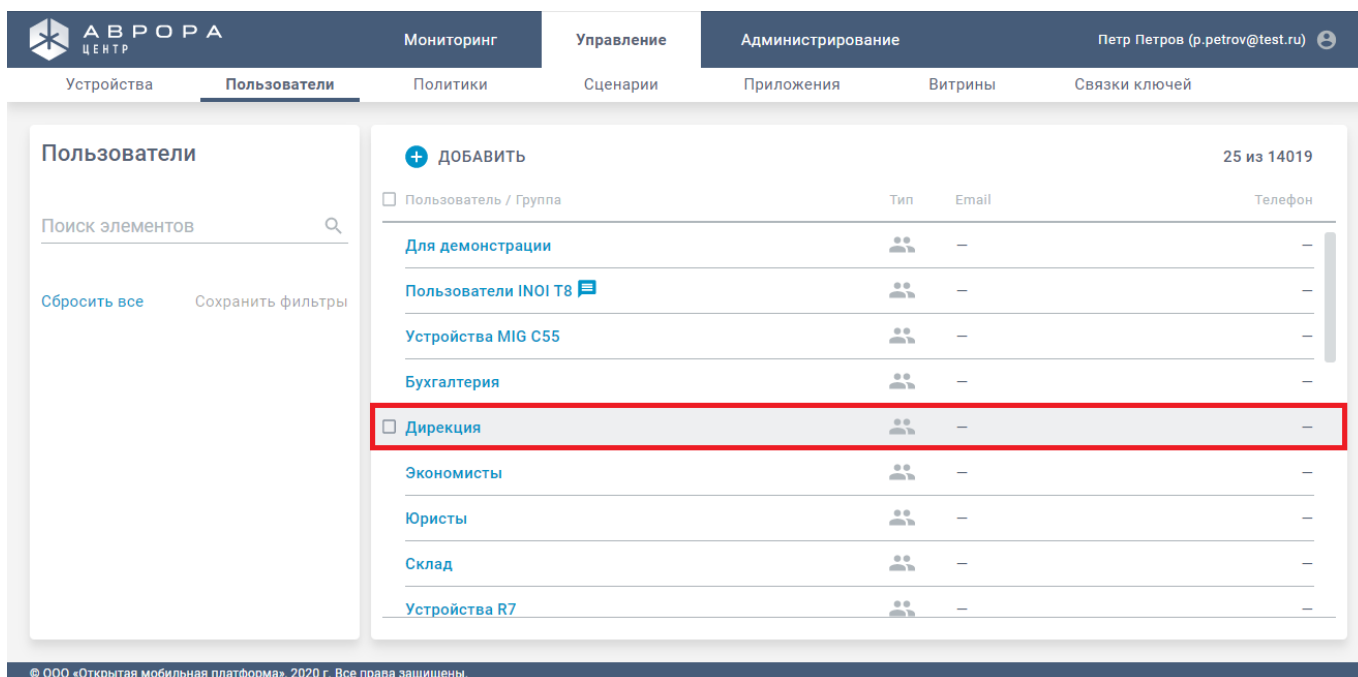 АВРОРА
ЦЕНТР
Мониторинг Управление Администрирование Петр Петров (p.petrov@test.ru)
Устройства Пользователи Политики Сценарии Приложения Витрины Связки ключей
Пользователи
Поиск элементов
Сбросить все Сохранить фильтры
ДОБАВИТЬ 25 из 14019
Пользователь / Группа Тип Email Телефон
Для демонстрации — —
Пользователи INOI T8 — —
Устройства MIG C55 — —
Бухгалтерия — —
Дирекция — —
Экономисты — —
Юристы — —
Склад — —
Устройства R7 — —
© ООО «Открытая мобильная платформа», 2020 г. Все права защищены.